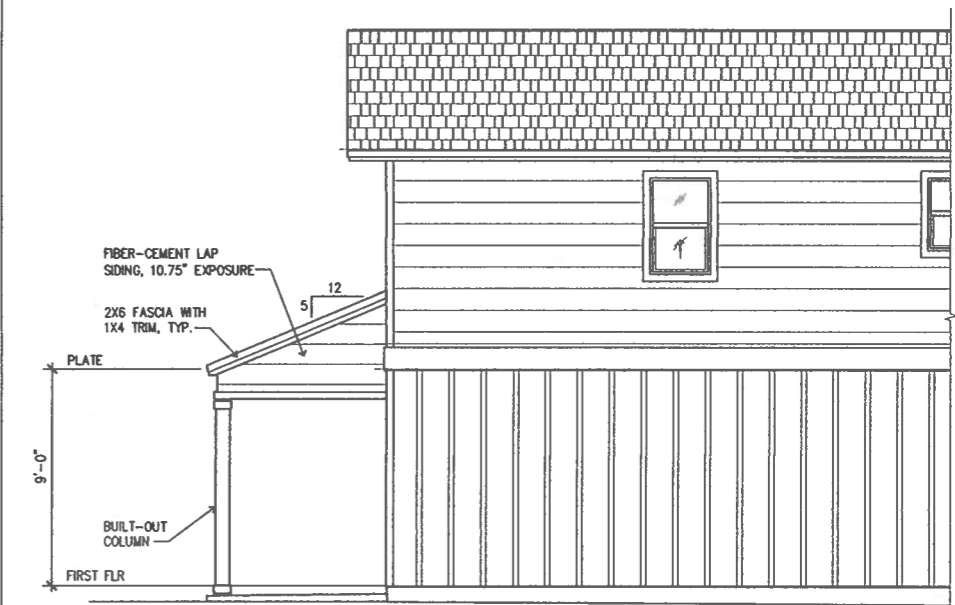 FIBER-CEMENT LAP
SIDING, 10.75" EXPOSURE
12
5
2X6 FASCIA WITH
1X4 TRIM, TYP.
PLATE
9'-0"
BUILT-OUT
COLUMN
FIRST FLR